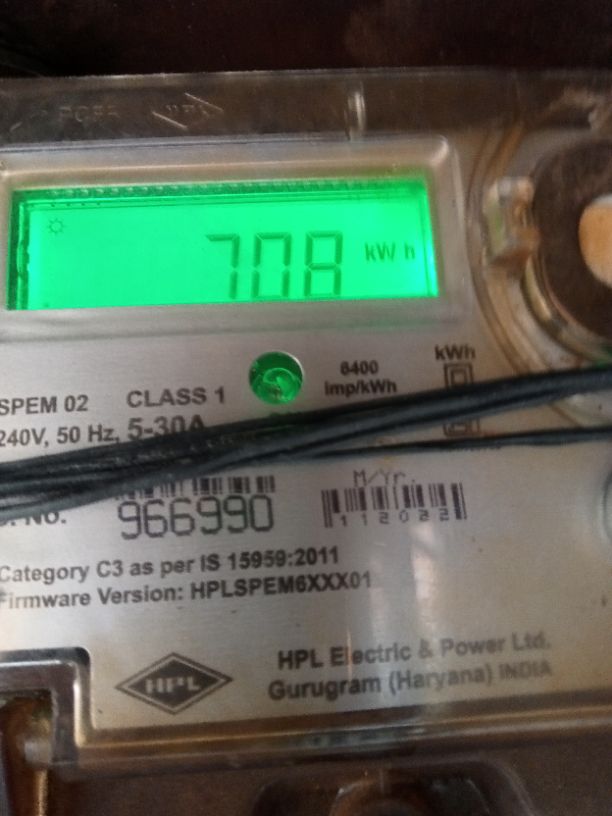 708 kWh
6400 kWh
imp/kWh
SPEM 02 CLASS 1
240V, 50 Hz, 5-30A
No. 966990
M/Yr.
112022
Category C3 as per IS 15959:2011
Firmware Version: HPLSPEM6XXX01
HPL
HPL Electric & Power Ltd.
Gurugram (Haryana) INDIA